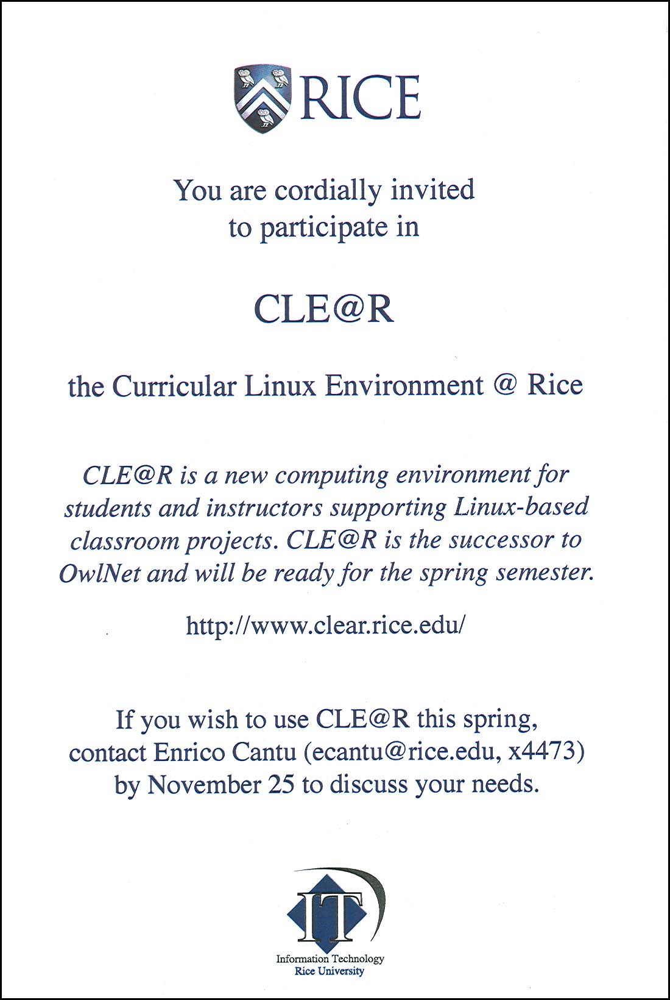 RICE
You are cordially invited
to participate in
CLE@R
the Curricular Linux Environment @ Rice
CLE@R is a new computing environment for
students and instructors supporting Linux-based
classroom projects. CLE@R is the successor to
OwlNet and will be ready for the spring semester.
http://www.clear.rice.edu/
If you wish to use CLE@R this spring,
contact Enrico Cantu (ecantu@rice.edu, x4473)
by November 25 to discuss your needs.
IT
Information Technology
Rice University